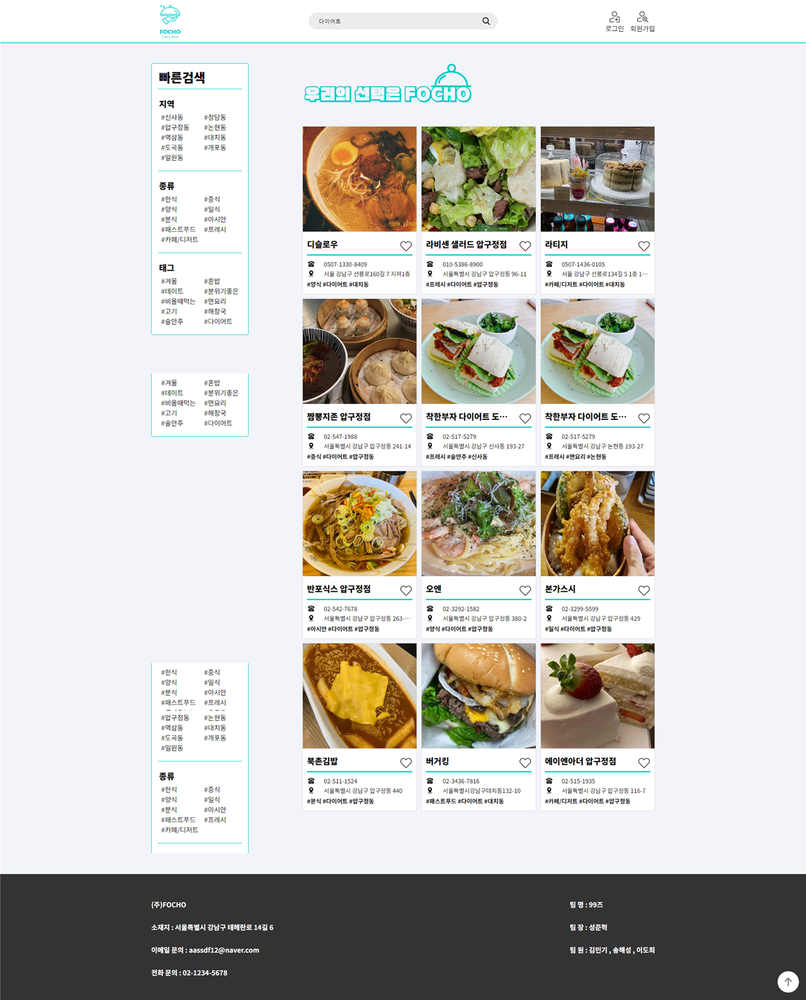 FOCHO
GANG NAM
다이어트
로그인
회원가입
빠른검색
지역
#신사동 #청담동
#압구정동 #논현동
#역삼동 #대치동
#도곡동 #개포동
#일원동
종류
#한식 #중식
#양식 #일식
#분식 #아시안
#패스트푸드 #프레시
#카페/디저트
태그
#겨울 #혼밥
#데이트 #분위기좋은
#비올때먹는 #면요리
#고기 #해장국
#술안주 #다이어트
#겨울 #혼밥
#데이트 #분위기좋은
#비올때먹는 #면요리
#고기 #해장국
#술안주 #다이어트
#한식 #중식
#양식 #일식
#분식 #아시안
#패스트푸드 #프레시
#압구정동 #논현동
#역삼동 #대치동
#도곡동 #개포동
#일원동
종류
#한식 #중식
#양식 #일식
#분식 #아시안
#패스트푸드 #프레시
#카페/디저트
우리의 선택은 FOCHO
디슬로우
0507-1330-8409
서울 강남구 선릉로160길 7 지하1층
#양식 #다이어트 #대치동
라비센 샐러드 압구정점
010-5386-8900
서울특별시 강남구 압구정동 96-11
#프레시 #다이어트 #압구정동
라티지
0507-1436-0105
서울 강남구 선릉로134길 5 1층 1···
#카페/디저트 #다이어트 #대치동
짬뽕지존 압구정점
02-547-1988
서울특별시 강남구 압구정동 241-14
#중식 #다이어트 #압구정동
착한부자 다이어트 도···
02-517-5279
서울특별시 강남구 신사동 193-27
#프레시 #술안주 #신사동
착한부자 다이어트 도···
02-517-5279
서울특별시 강남구 논현동 193-27
#프레시 #면요리 #논현동
반포식스 압구정점
02-542-7678
서울특별시 강남구 압구정동 263-···
#아시안 #다이어트 #압구정동
오엔
02-3292-1582
서울특별시 강남구 압구정동 380-2
#양식 #다이어트 #압구정동
본가스시
02-3299-5599
서울특별시 강남구 압구정동 429
#일식 #다이어트 #압구정동
북촌김밥
02-511-1524
서울특별시 강남구 압구정동 440
#분식 #다이어트 #압구정동
버거킹
02-3436-7816
서울특별시강남구대치동132-10
#패스트푸드 #다이어트 #대치동
에이엔아더 압구정점
02-515-1935
서울특별시 강남구 압구정동 116-7
#카페/디저트 #다이어트 #압구정동
(주)FOCHO
소재지 : 서울특별시 강남구 테헤란로 14길 6
이메일 문의 : aassdf12@naver.com
전화 문의 : 02-1234-5678
팀 명 : 99즈
팀 장 : 성준혁
팀 원 : 김민기 , 송해성 , 이도희